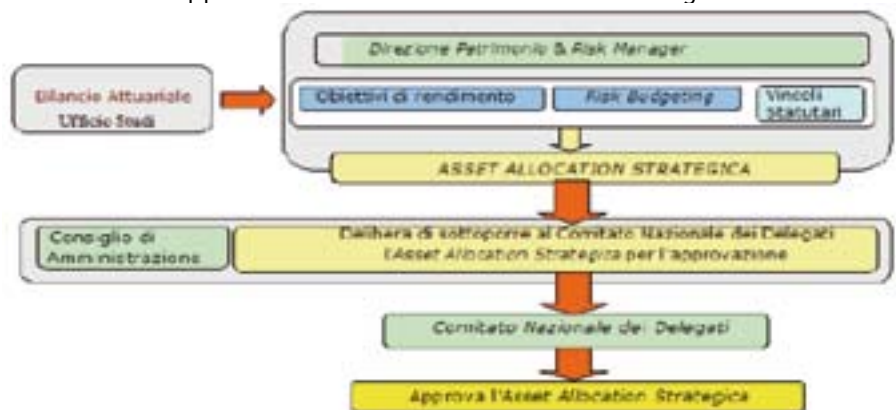 Direzione Patrimonio & Risk Manager
Bilancio Attuariale
Ufficio Studi
Obiettivi di rendimento
Risk Budgeting
Vincoli
Statutari
ASSET ALLOCATION STRATEGICA
Consiglio di
Amministrazione
Delibera di sottoporre al Comitato Nazionale dei Delegati
l'Asset Allocation Strategica per l'approvazione
Comitato Nazionale dei Delegati
Approva l'Asset Allocation Strategica